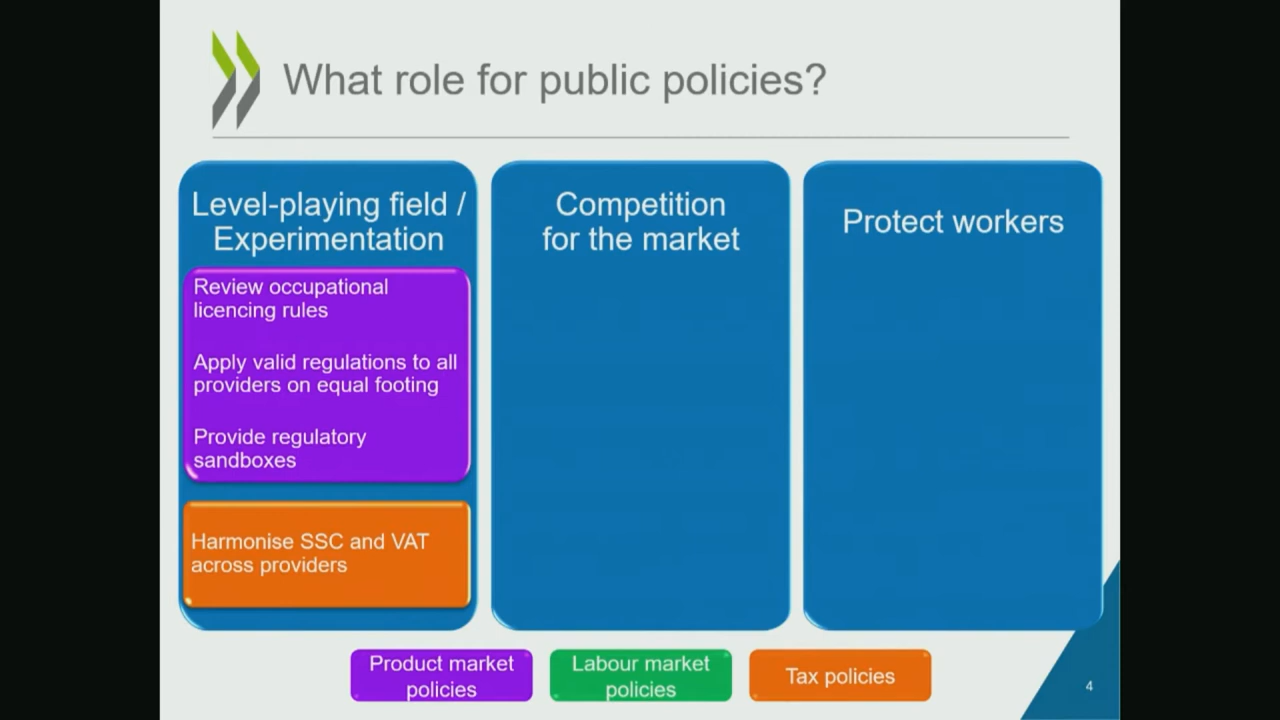 What role for public policies?
Level-playing field /
Experimentation
Review occupational
licencing rules
Apply valid regulations to all
providers on equal footing
Provide regulatory
sandboxes
Harmonise SSC and VAT
across providers
Competition
for the market
Protect workers
Product market
policies
Labour market
policies
Tax policies
4